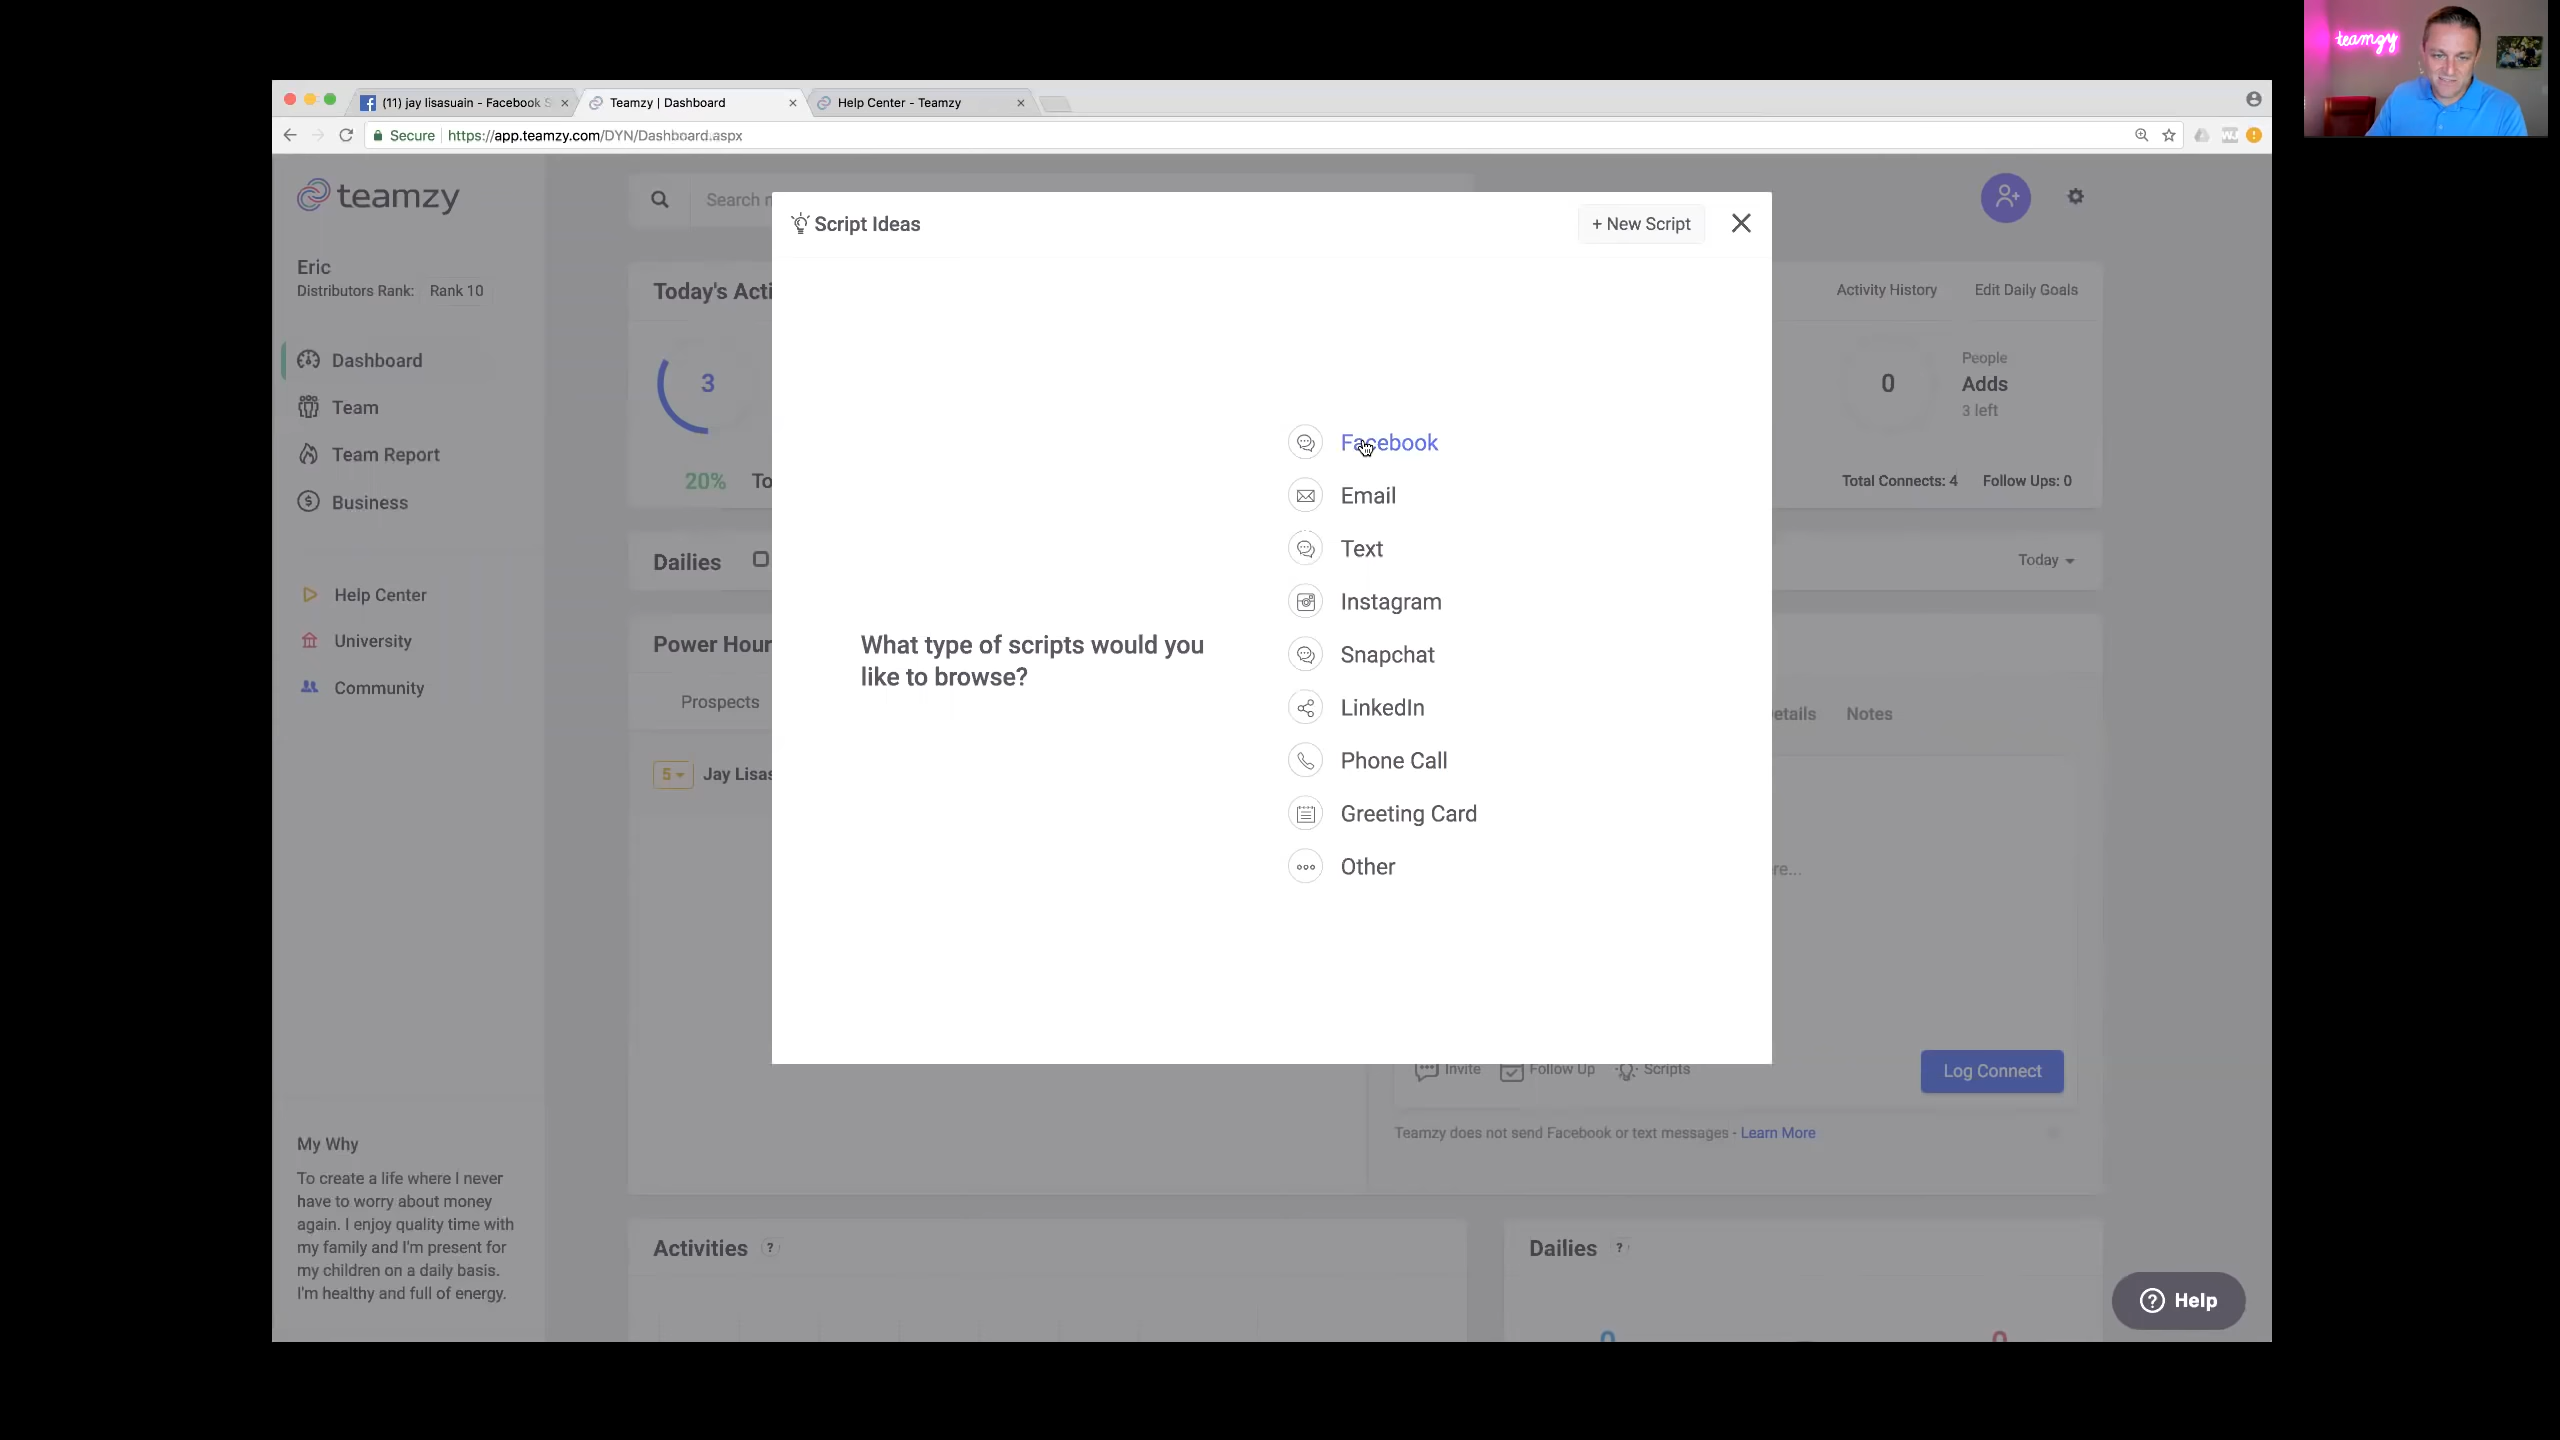 teamzy
(11) jay lisasuain - Facebook S
Teamzy | Dashboard
Help Center - Teamzy
Secure
https://app.teamzy.com/DYN/Dashboard.aspx
teamzy
Search
Eric
Distributors Rank: Rank 10
Dashboard
Team
Team Report
Business
Help Center
University
Community
My Why
To create a life where I never
have to worry about money
again. I enjoy quality time with
my family and I'm present for
my children on a daily basis.
I'm healthy and full of energy.
Script Ideas
+ New Script
What type of scripts would you
like to browse?
Facebook
Email
Text
Instagram
Snapchat
LinkedIn
Phone Call
Greeting Card
Other
Today's Acti
Activity History
Edit Daily Goals
3
20%
To
0
People
Adds
3 left
Total Connects: 4
Follow Ups: 0
Dailies
Today
Power Hour
Prospects
5
Jay Lisas
etails
Notes
re...
Invite
Follow Up
Scripts
Log Connect
Teamzy does not send Facebook or text messages - Learn More
Activities ?
Dailies ?
0
0
? Help